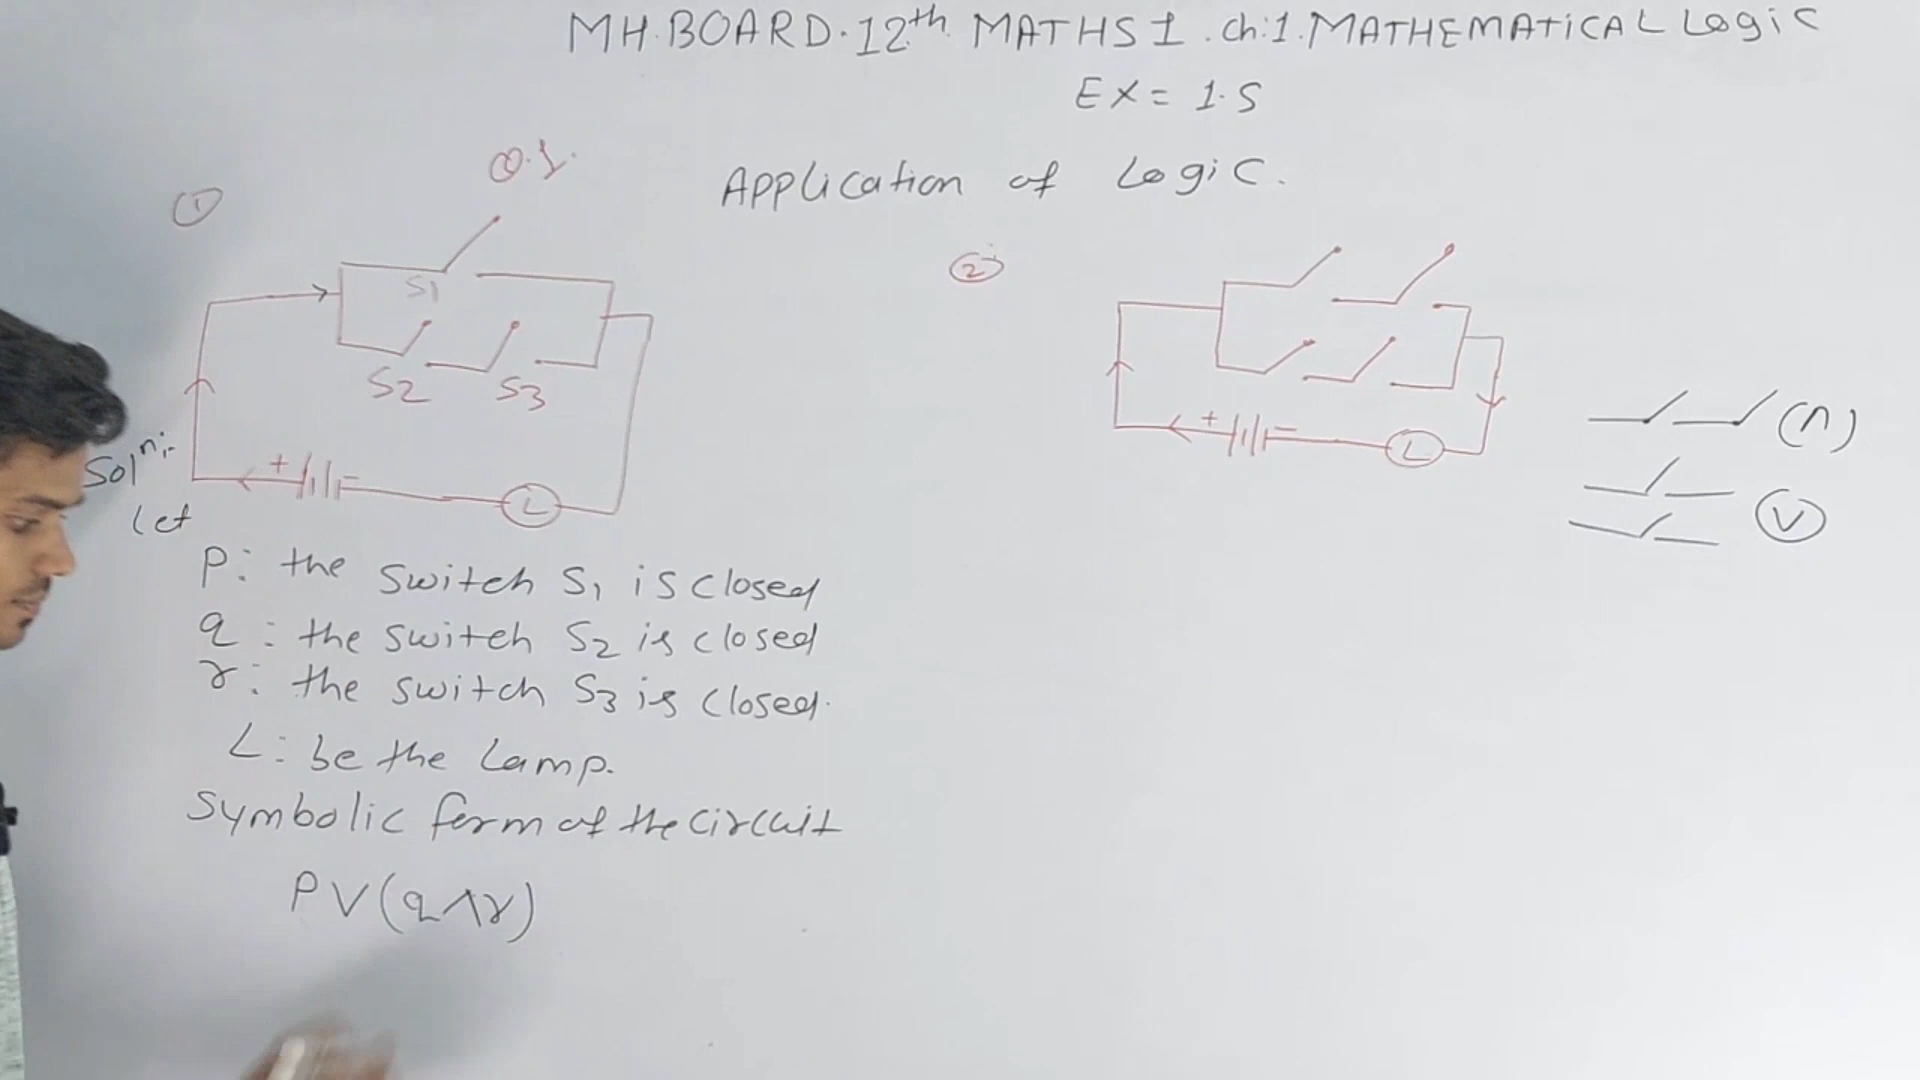 MH.BOARD.12th MATHS 1. ch:1. MATHEMATICAL Logic
EX = 1.5
Q.1.
Application of Logic.
①
②
S1
S2 S3
+ -
L
+ -
L
(∧)
(∨)
Solⁿ:-
let
p: the switch S1 is closed
q: the switch S2 is closed
r: the switch S3 is closed.
L: be the Lamp.
Symbolic form of the circuit
P∨(q∧r)